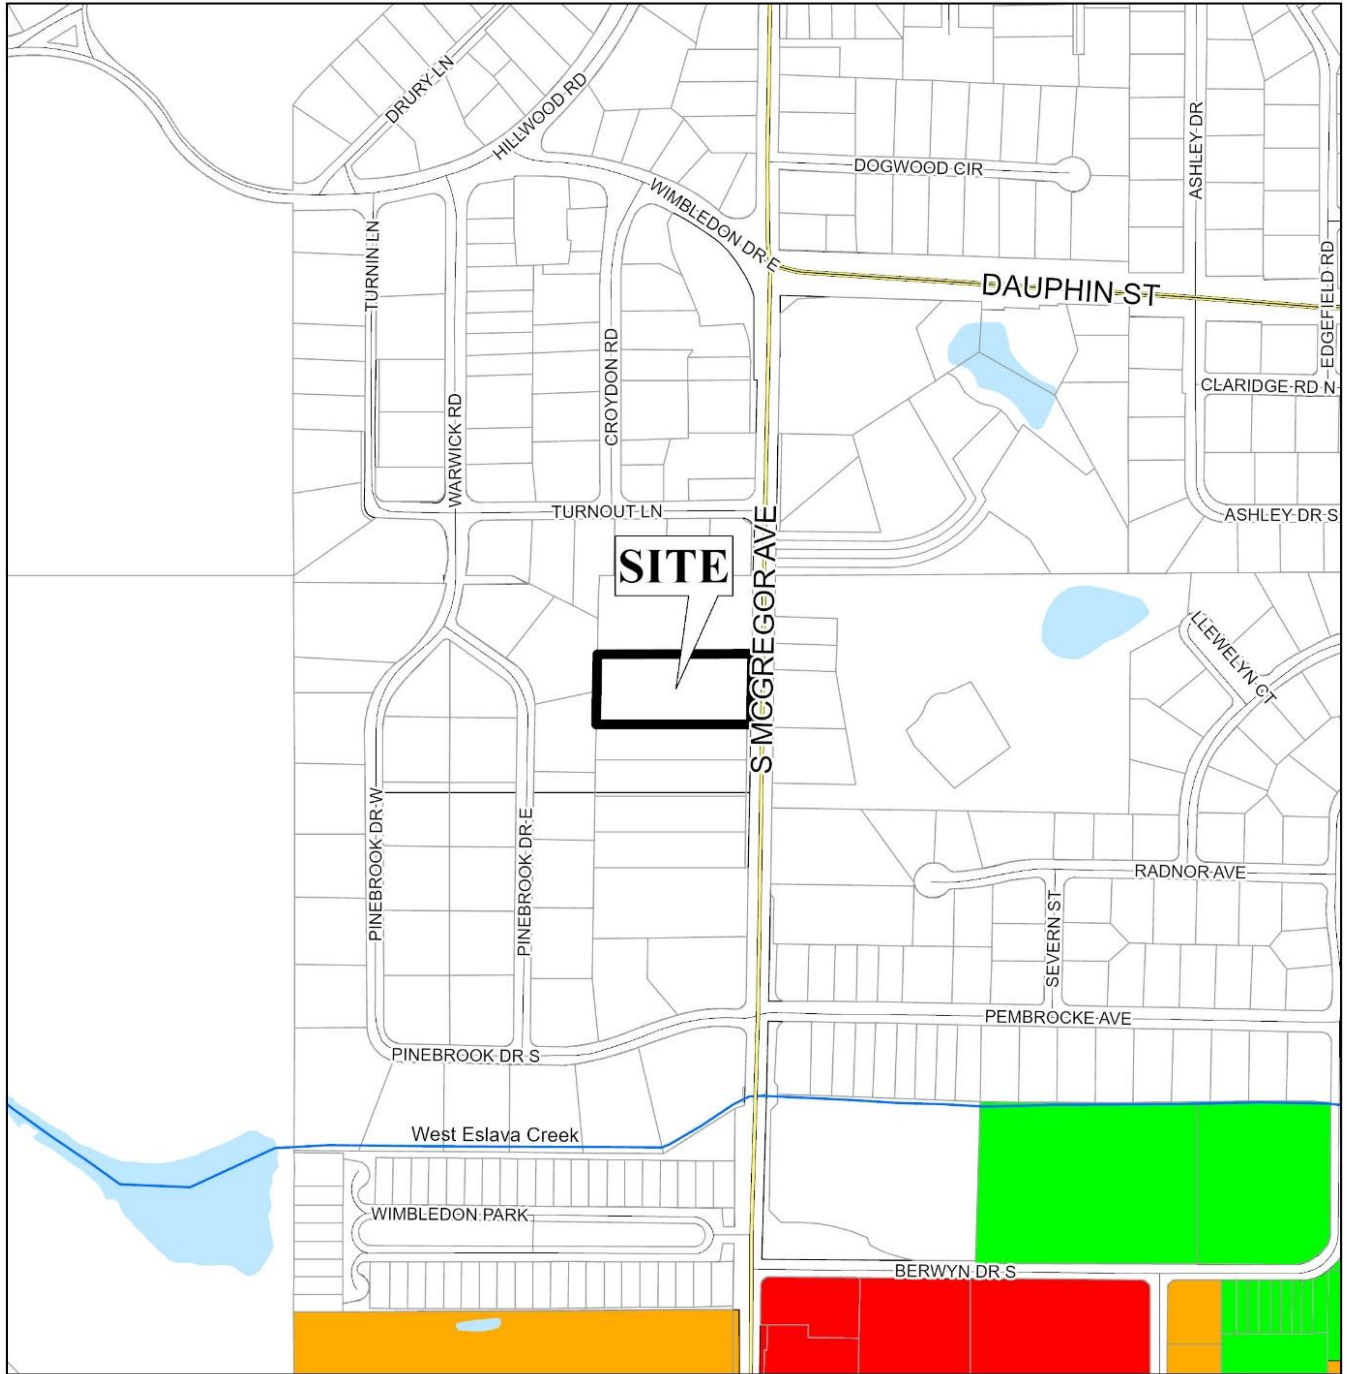 DRURY LN
HILLWOOD RD
ASHLEY DR
DOGWOOD CIR
WIMBLEDON DR E
TURNIN LN
EDGEFIELD RD
DAUPHIN ST
CROYDON RD
CLARIDGE RD N
WARWICK RD
TURNOUT LN
ASHLEY DR S
SITE
S MCGREGOR AVE
LLEWELYN CT
PINEBROOK DR W
PINEBROOK DR E
RADNOR AVE
SEVERN ST
PEMBROCKE AVE
PINEBROOK DR S
West Eslava Creek
WIMBLEDON PARK
BERWYN DR S